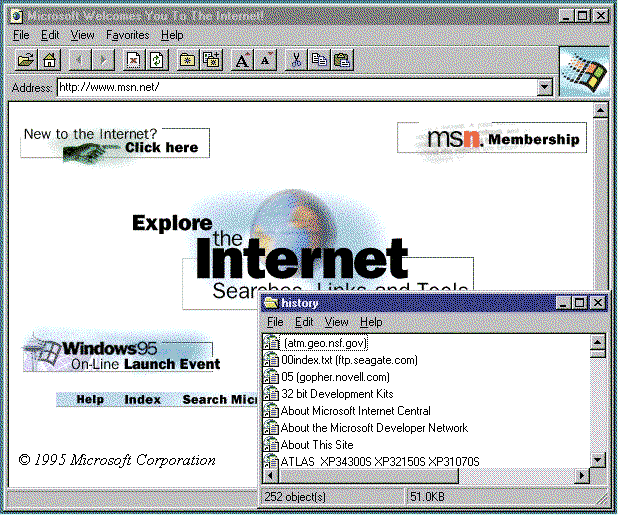 Microsoft Welcomes You To The Internet!
File Edit View Favorites Help
A A
Address: http://www.msn.net/
New to the Internet?
Click here
msn. Membership
Explore
the
Internet
Searches, Links and Tools
Windows95
On-Line Launch Event
Help Index Search Micr
© 1995 Microsoft Corporation
history
File Edit View Help
(atm.geo.nsf.gov)
00index.txt (ftp.seagate.com)
05 (gopher.novell.com)
32 bit Development Kits
About Microsoft Internet Central
About the Microsoft Developer Network
About This Site
ATLAS XP34300S XP32150S XP31070S
252 object(s) 51.0KB